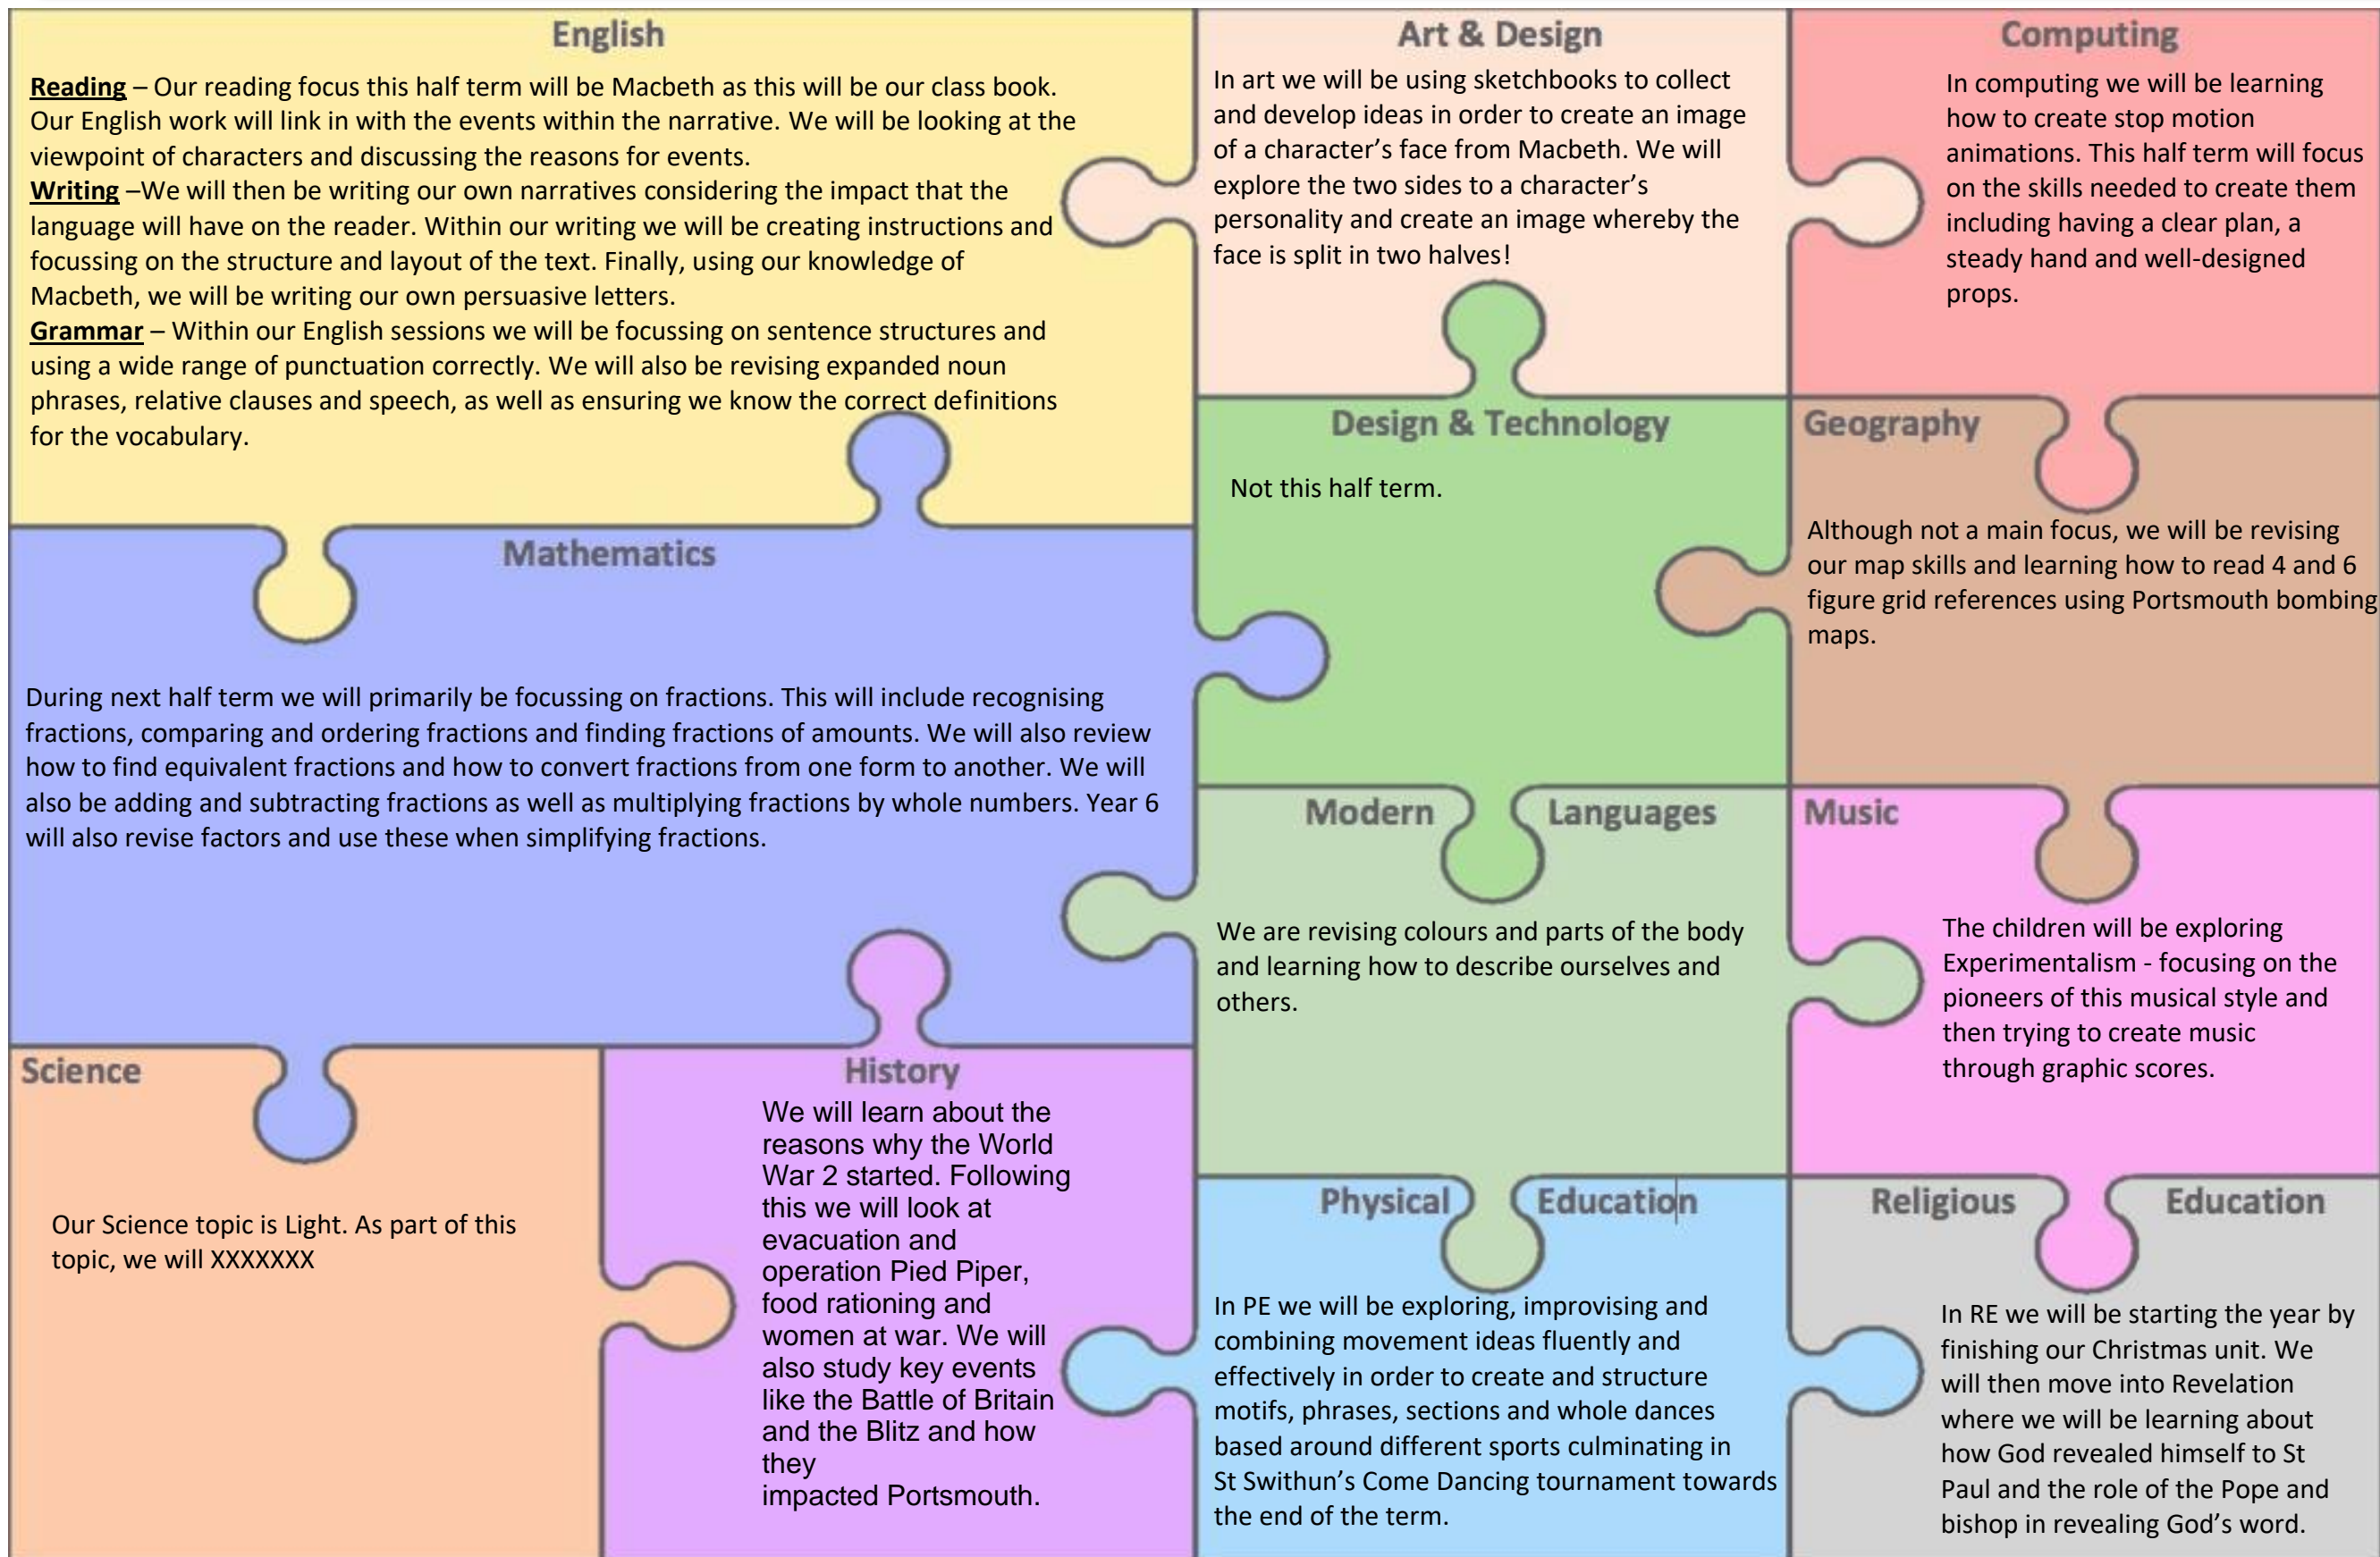 English
Reading – Our reading focus this half term will be Macbeth as this will be our class book.
Our English work will link in with the events within the narrative. We will be looking at the
viewpoint of characters and discussing the reasons for events.
Writing –We will then be writing our own narratives considering the impact that the
language will have on the reader. Within our writing we will be creating instructions and
focussing on the structure and layout of the text. Finally, using our knowledge of
Macbeth, we will be writing our own persuasive letters.
Grammar – Within our English sessions we will be focussing on sentence structures and
using a wide range of punctuation correctly. We will also be revising expanded noun
phrases, relative clauses and speech, as well as ensuring we know the correct definitions
for the vocabulary.
Art & Design
In art we will be using sketchbooks to collect
and develop ideas in order to create an image
of a character’s face from Macbeth. We will
explore the two sides to a character’s
personality and create an image whereby the
face is split in two halves!
Computing
In computing we will be learning
how to create stop motion
animations. This half term will focus
on the skills needed to create them
including having a clear plan, a
steady hand and well-designed
props.
Design & Technology
Not this half term.
Geography
Although not a main focus, we will be revising
our map skills and learning how to read 4 and 6
figure grid references using Portsmouth bombing
maps.
Mathematics
During next half term we will primarily be focussing on fractions. This will include recognising
fractions, comparing and ordering fractions and finding fractions of amounts. We will also review
how to find equivalent fractions and how to convert fractions from one form to another. We will
also be adding and subtracting fractions as well as multiplying fractions by whole numbers. Year 6
will also revise factors and use these when simplifying fractions.
Modern Languages
We are revising colours and parts of the body
and learning how to describe ourselves and
others.
Music
The children will be exploring
Experimentalism - focusing on the
pioneers of this musical style and
then trying to create music
through graphic scores.
Science
Our Science topic is Light. As part of this
topic, we will XXXXXXX
History
We will learn about the
reasons why the World
War 2 started. Following
this we will look at
evacuation and
operation Pied Piper,
food rationing and
women at war. We will
also study key events
like the Battle of Britain
and the Blitz and how
they
impacted Portsmouth.
Physical Education
In PE we will be exploring, improvising and
combining movement ideas fluently and
effectively in order to create and structure
motifs, phrases, sections and whole dances
based around different sports culminating in
St Swithun’s Come Dancing tournament towards
the end of the term.
Religious Education
In RE we will be starting the year by
finishing our Christmas unit. We
will then move into Revelation
where we will be learning about
how God revealed himself to St
Paul and the role of the Pope and
bishop in revealing God’s word.